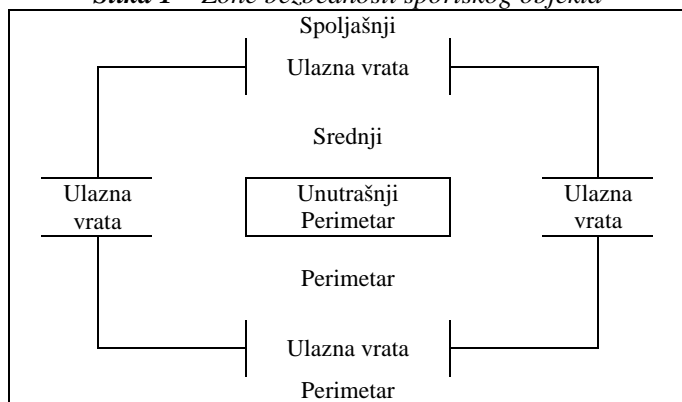 Slika 1 – Zone bezbednosti sportskog objekta
Spoljašnji
Ulazna vrata
Srednji
Ulazna
vrata
Unutrašnji
Perimetar
Ulazna
vrata
Perimetar
Ulazna vrata
Perimetar